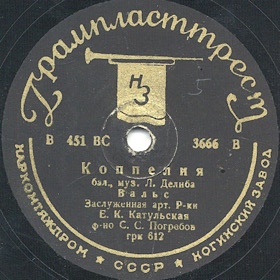 Грампласттрест
НЗ
В 451 ВС 3666 В
Коппелия
бал., муз. Л. Делиба
Вальс
Заслуженная арт. Р-ки
Е. К. Катульская
ф-но С. С. Погребов
грк 612
НАРКОМТЯЖПРОМ ★ СССР ★ НОГИНСКИЙ ЗАВОД